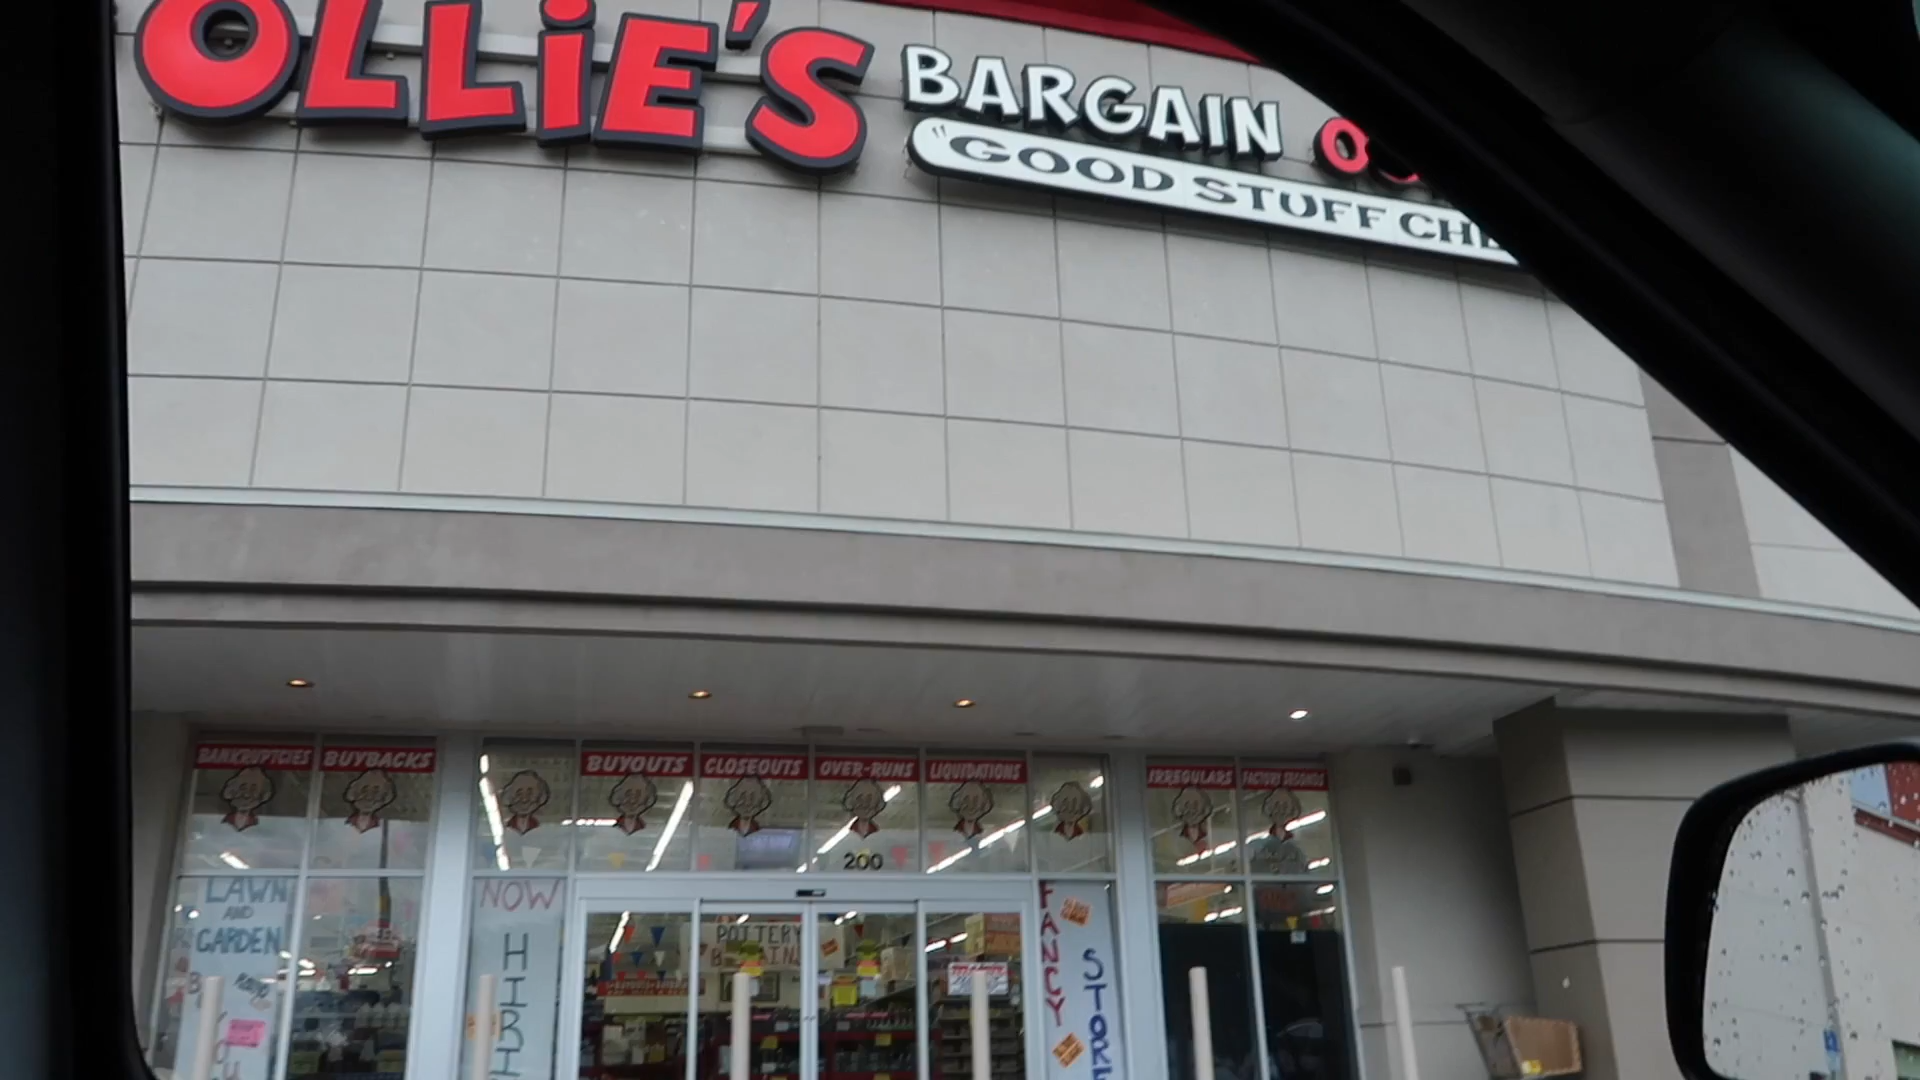 OLLiE'S BARGAIN
"GOOD STUFF
BANKRUPTCIES BUYBACKS BUYOUTS CLOSEOUTS OVER-RUNS LIQUIDATIONS IRREGULARS FACTORY SECONDS
200
LAWN
AND
GARDEN
NOW
POTTERY
FANCY
STORE